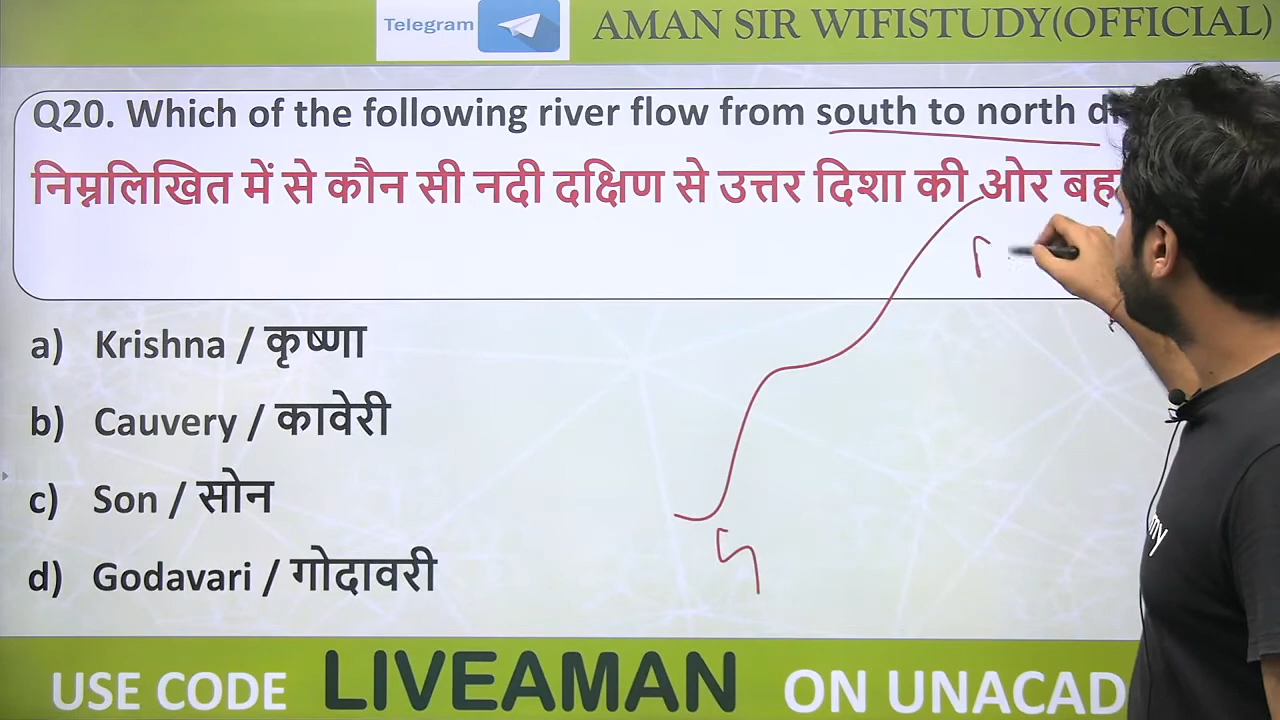 Telegram
AMAN SIR WIFISTUDY(OFFICIAL)
Q20. Which of the following river flow from south to north
निम्नलिखित में से कौन सी नदी दक्षिण से उत्तर दिशा की ओर बह
a) Krishna / कृष्णा
b) Cauvery / कावेरी
c) Son / सोन
d) Godavari / गोदावरी
USE CODE LIVEAMAN ON UNACAD